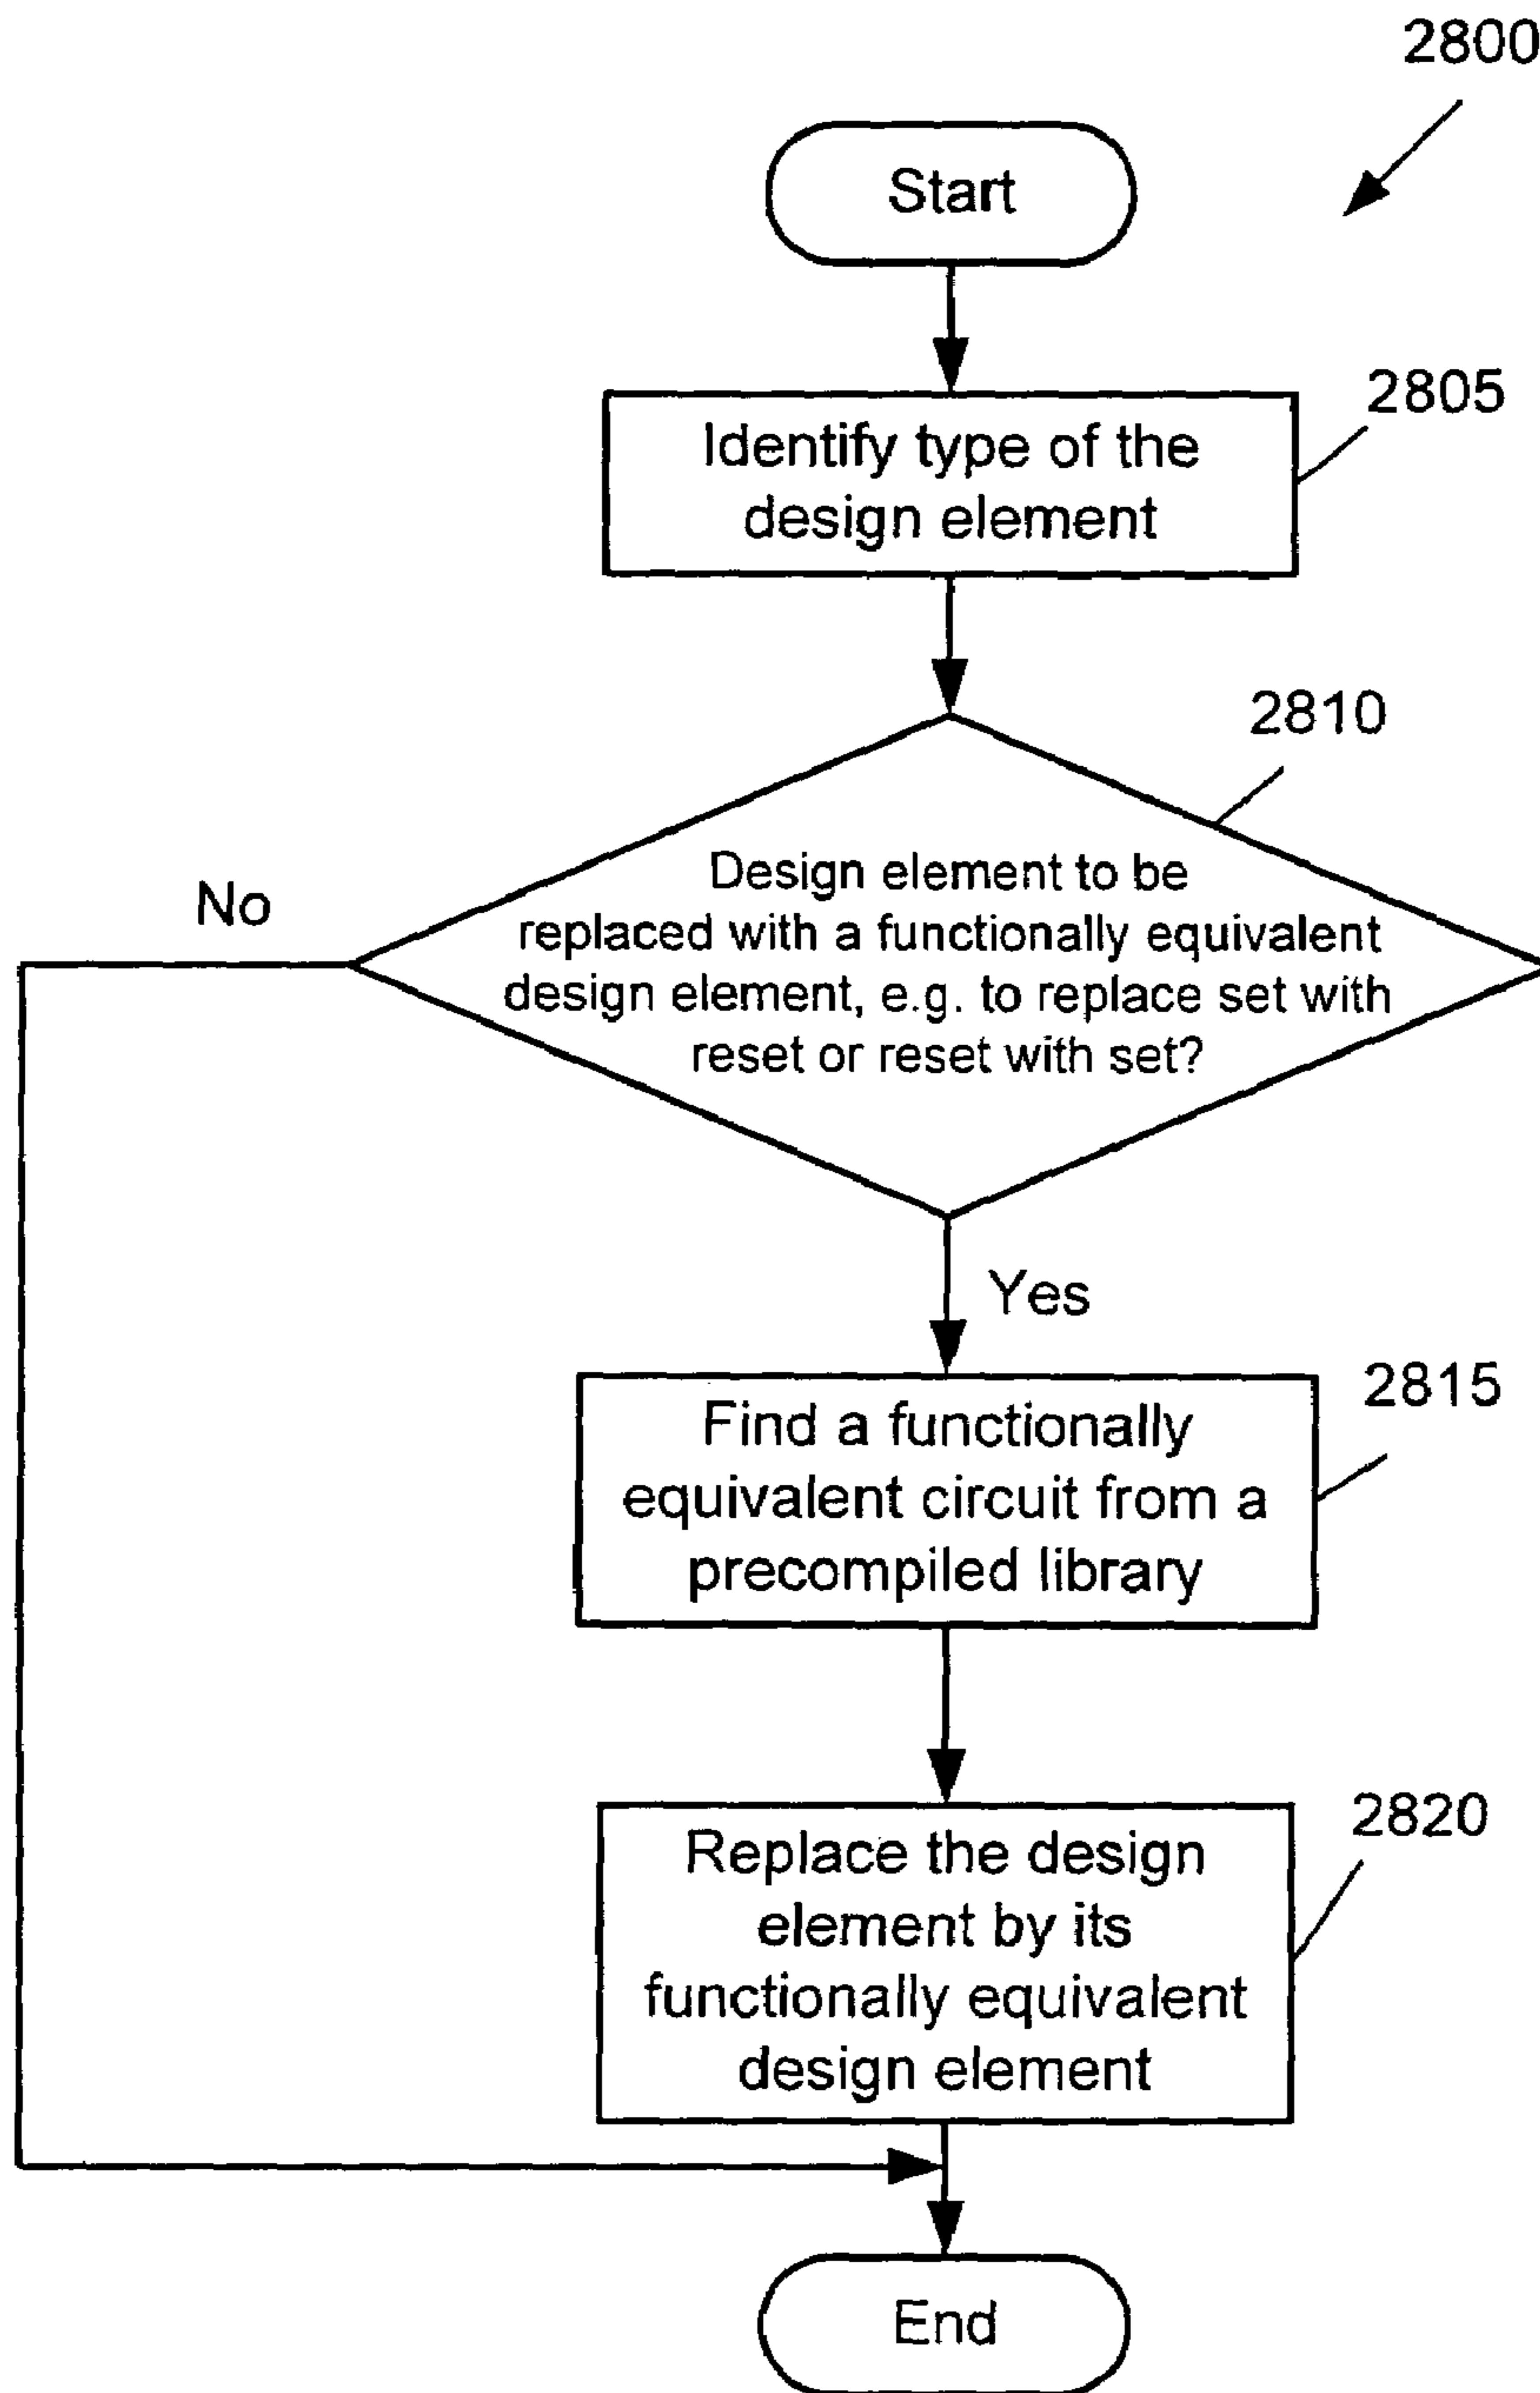 2800
Start
2805
Identify type of the
design element
2810
Design element to be
replaced with a functionally equivalent
design element, e.g. to replace set with
reset or reset with set?
No
Yes
2815
Find a functionally
equivalent circuit from a
precompiled library
2820
Replace the design
element by its
functionally equivalent
design element
End